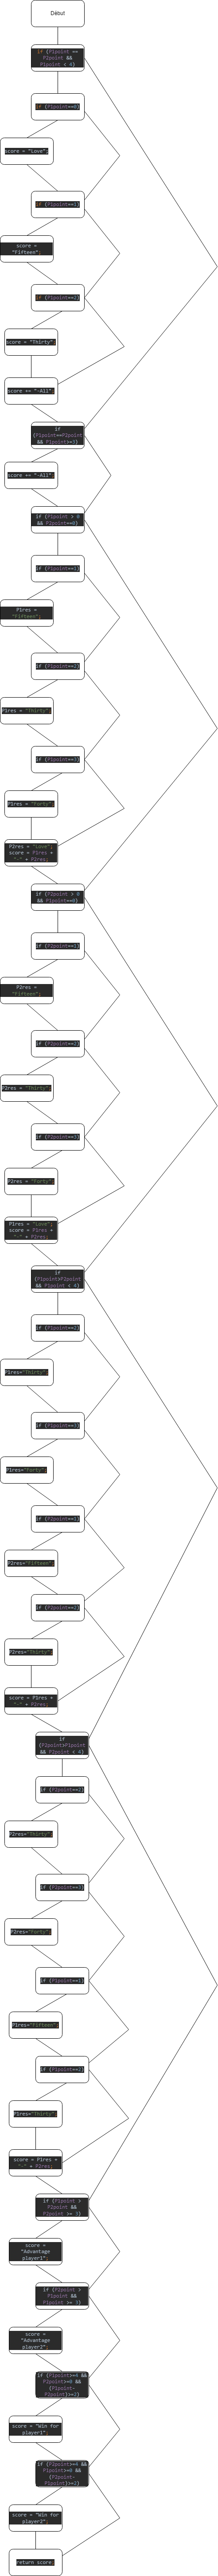 Début
if (P1point ==
P2point &&
P1point < 4)
if (P1point==0)
score = "Love";
if (P1point==1)
score =
"Fifteen";
if (P1point==2)
score = "Thirty";
score += "-All";
if
(P1point==P2point
&& P1point>=3)
score += "-All";
if (P1point > 0
&& P2point==0)
if (P1point==1)
P1res =
"Fifteen";
if (P1point==2)
P1res = "Thirty";
if (P1point==3)
P1res = "Forty";
P2res = "Love";
score = P1res +
"-" + P2res;
if (P2point > 0
&& P1point==0)
if (P2point==1)
P2res =
"Fifteen";
if (P2point==2)
P2res = "Thirty";
if (P2point==3)
P2res = "Forty";
P1res = "Love";
score = P1res +
"-" + P2res;
if
(P1point>P2point
&& P1point < 4)
if (P1point==2)
P1res="Thirty";
if (P1point==3)
P1res="Forty";
if (P2point==1)
P2res="Fifteen";
if (P2point==2)
P2res="Thirty";
score = P1res +
"-" + P2res;
if
(P2point>P1point
&& P2point < 4)
if (P2point==2)
P2res="Thirty";
if (P2point==3)
P2res="Forty";
if (P1point==1)
P1res="Fifteen";
if (P1point==2)
P1res="Thirty";
score = P1res +
"-" + P2res;
if (P1point >
P2point &&
P2point >= 3)
score =
"Advantage
player1";
if (P2point >
P1point &&
P1point >= 3)
score =
"Advantage
player2";
if (P1point>=4 &&
P2point>=0 &&
(P1point-
P2point)>=2)
score = "Win for
player1";
if (P2point>=4 &&
P1point>=0 &&
(P2point-
P1point)>=2)
score = "Win for
player2";
return score;